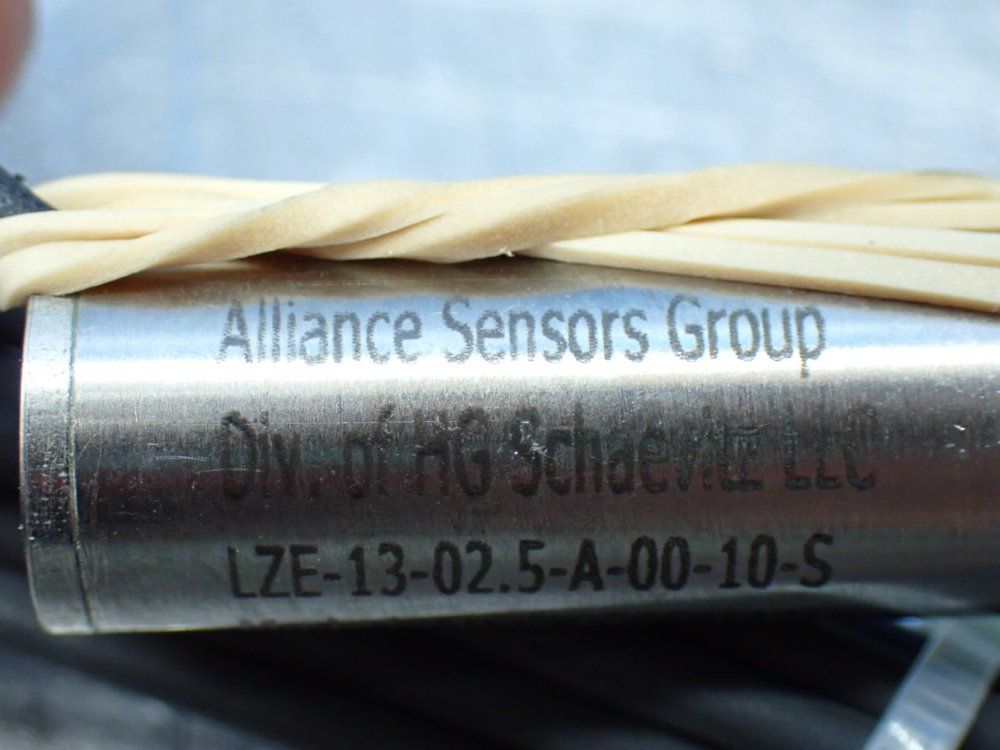 Alliance Sensors Group
Div. of HG Schaevitz LLC
LZE-13-02.5-A-00-10-S